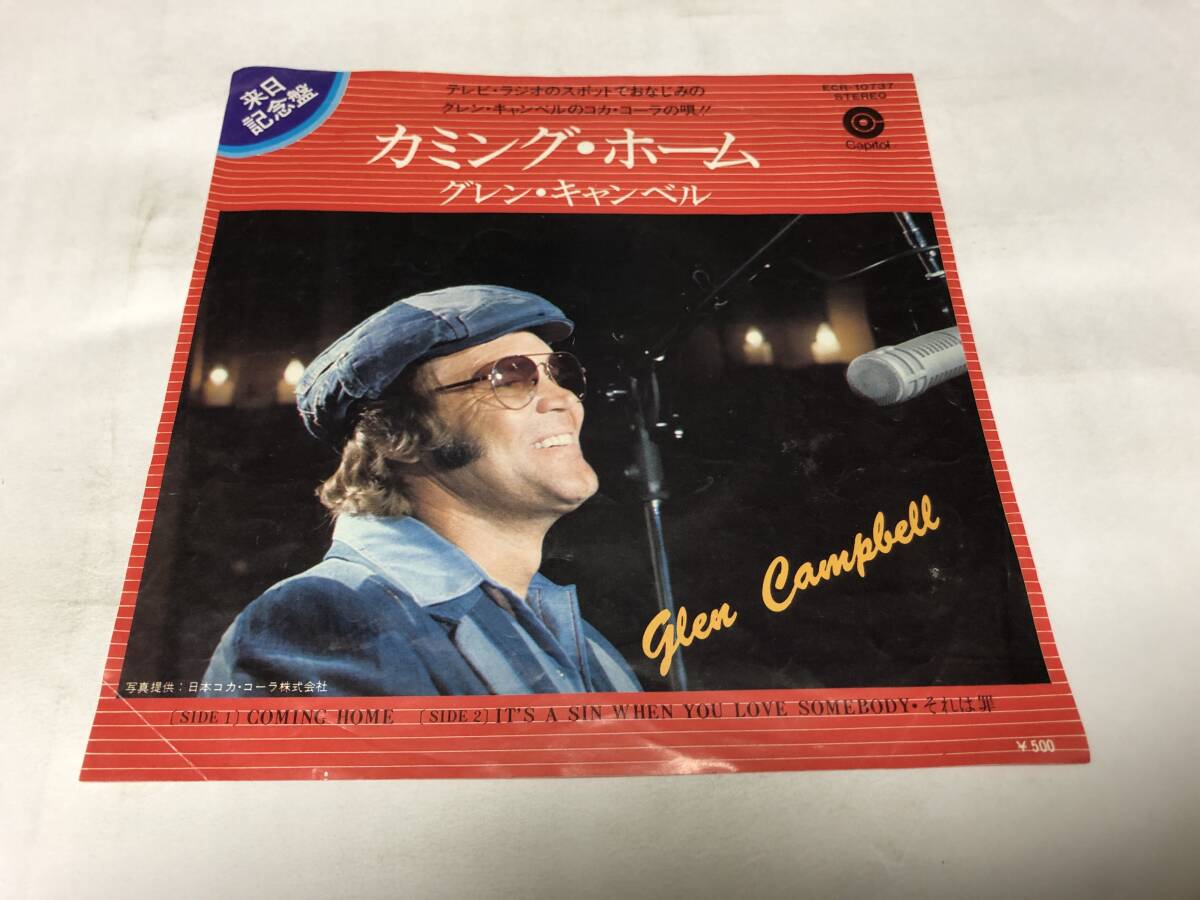 来日
記念盤
テレビ・ラジオのスポットでおなじみの
グレン・キャンベルのコカ・コーラの唄!!
カミング・ホーム
グレン・キャンベル
ECR-10737
STEREO
Capitol
Glen Campbell
写真提供:日本コカ・コーラ株式会社
[SIDE 1] COMING HOME [SIDE 2] IT'S A SIN WHEN YOU LOVE SOMEBODY・それは罪
¥500